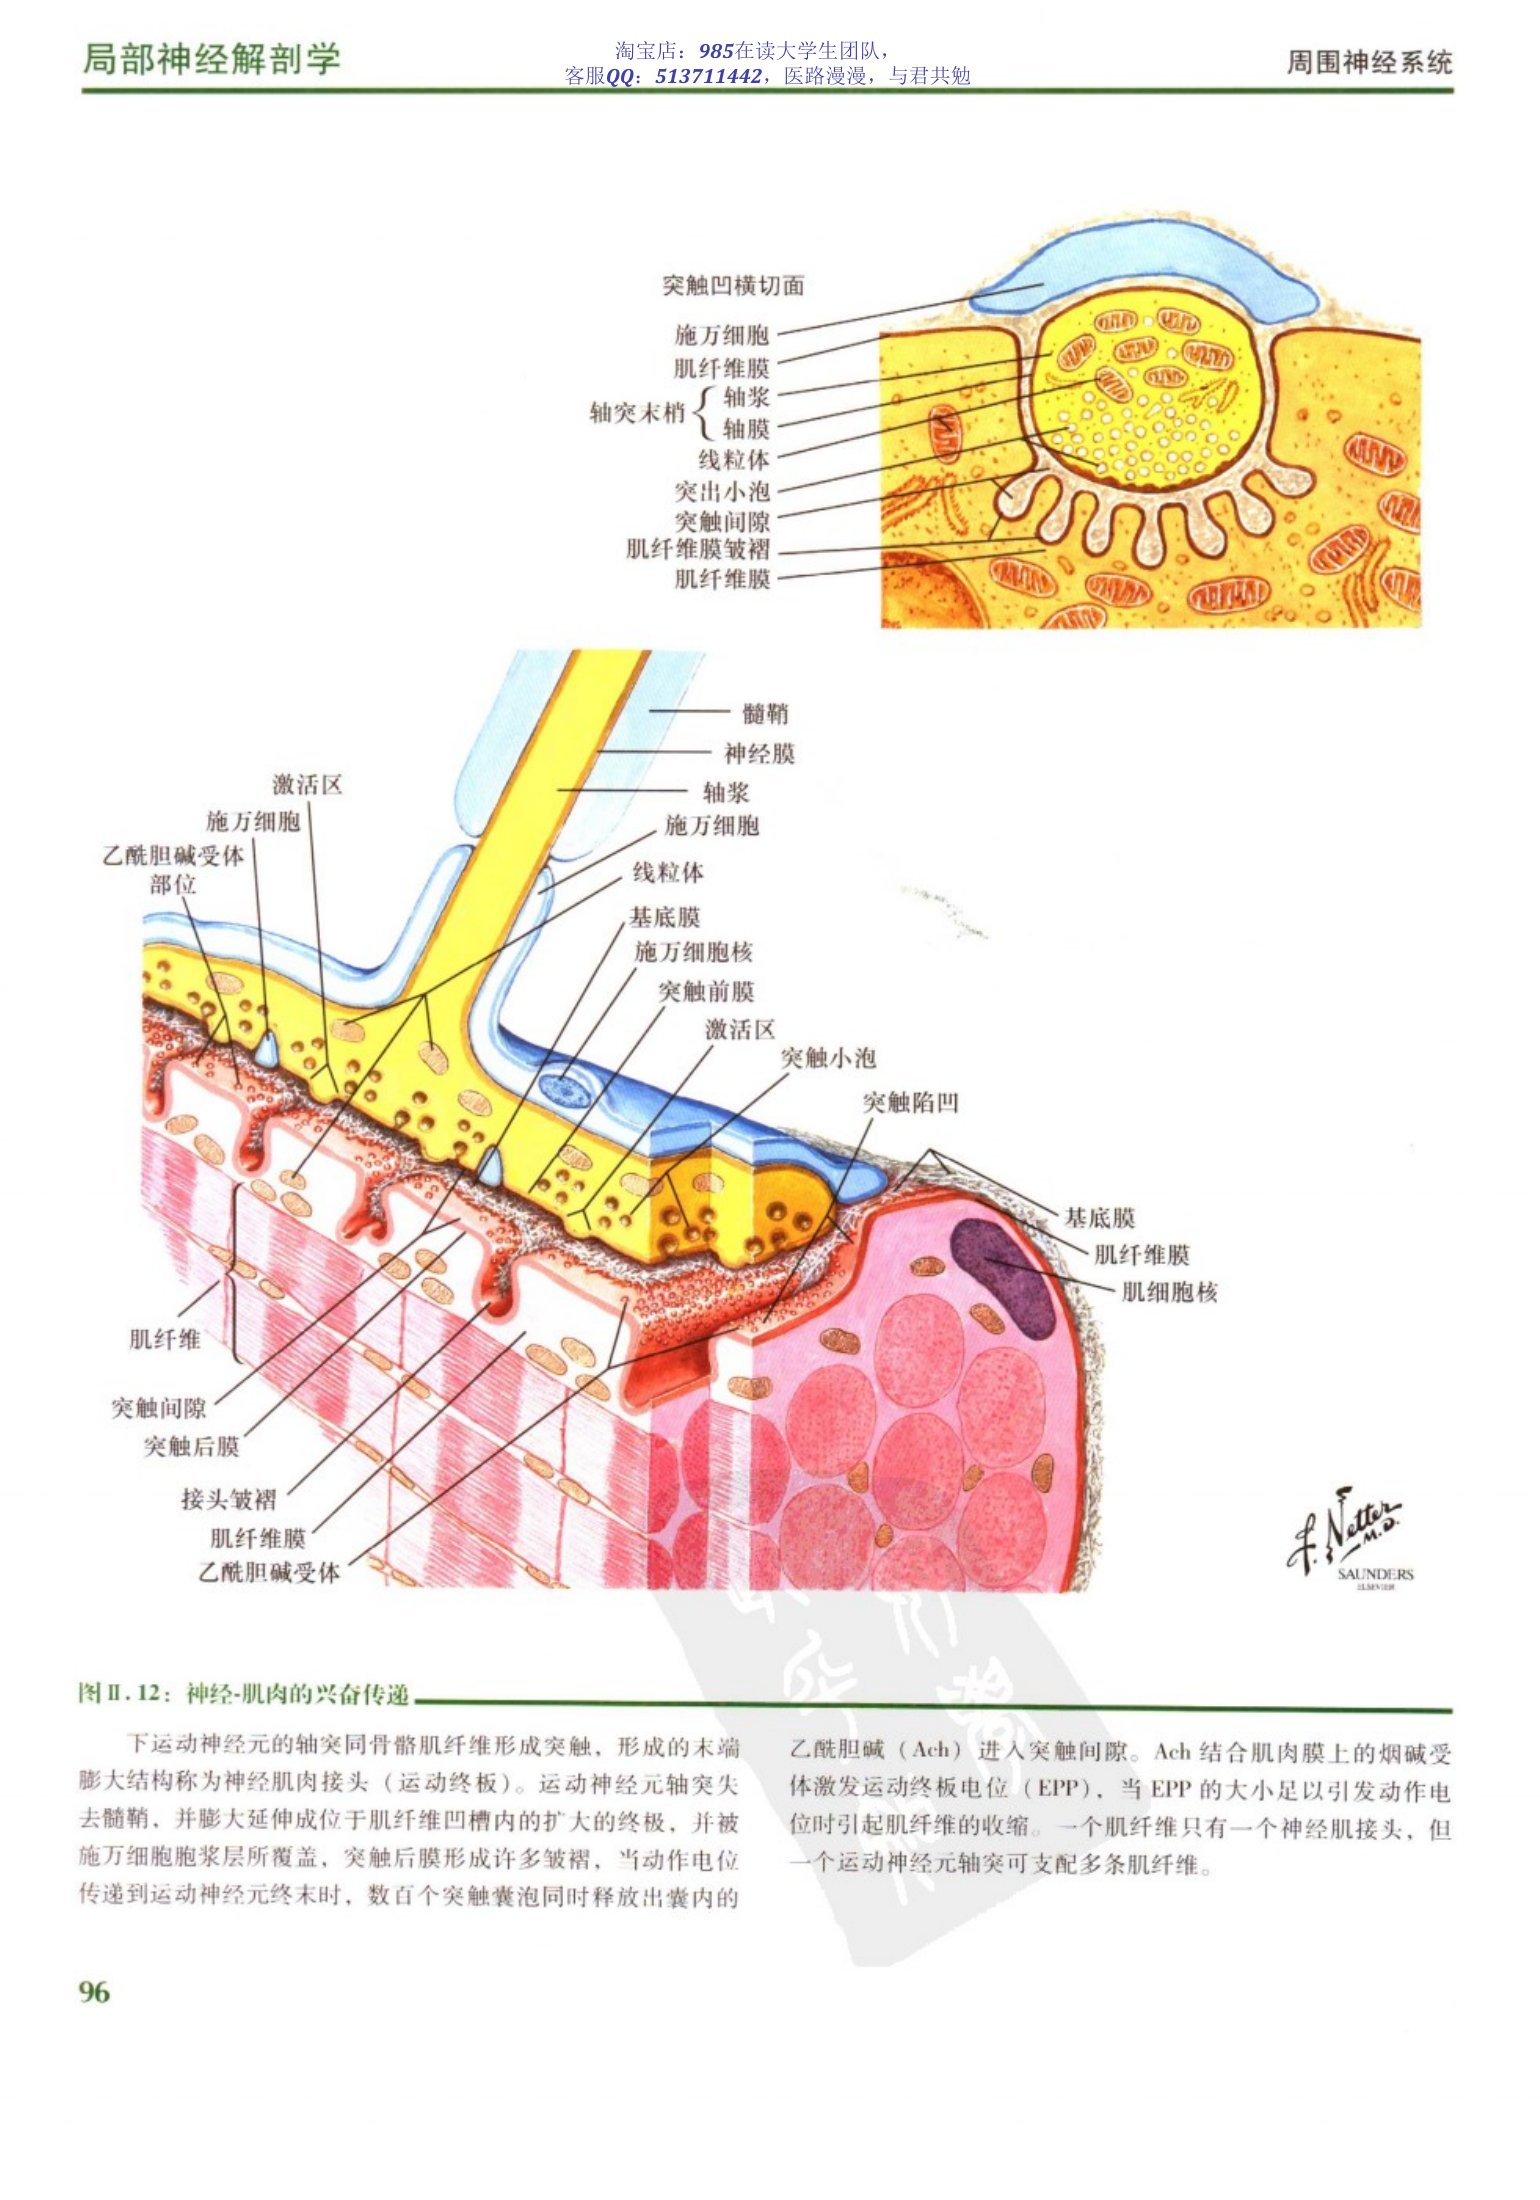 局部神经解剖学
淘宝店：985在读大学生团队，
客服QQ：513711442，医路漫漫，与君共勉
周围神经系统
突触凹横切面
施万细胞
肌纤维膜
轴突末梢
轴浆
轴膜
线粒体
突出小泡
突触间隙
肌纤维膜皱褶
肌纤维膜
髓鞘
神经膜
轴浆
施万细胞
线粒体
基底膜
施万细胞核
突触前膜
激活区
突触小泡
突触陷凹
激活区
施万细胞
乙酰胆碱受体
部位
基底膜
肌纤维膜
肌细胞核
肌纤维
突触间隙
突触后膜
接头皱褶
肌纤维膜
乙酰胆碱受体
F. Netter
M.D.
SAUNDERS
ELSEVIER
图Ⅱ.12：神经-肌肉的兴奋传递
下运动神经元的轴突同骨骼肌纤维形成突触，形成的末端
膨大结构称为神经肌肉接头（运动终板）。运动神经元轴突失
去髓鞘，并膨大延伸成位于肌纤维凹槽内的扩大的终极，并被
施万细胞胞浆层所覆盖，突触后膜形成许多皱褶，当动作电位
传递到运动神经元终末时，数百个突触囊泡同时释放出囊内的
乙酰胆碱（Ach）进人突触间隙。Ach 结合肌肉膜上的烟碱受
体激发运动终板电位（EPP），当 EPP 的大小足以引发动作电
位时引起肌纤维的收缩。一个肌纤维只有一个神经肌接头，但
一个运动神经元轴突可支配多条肌纤维。
96